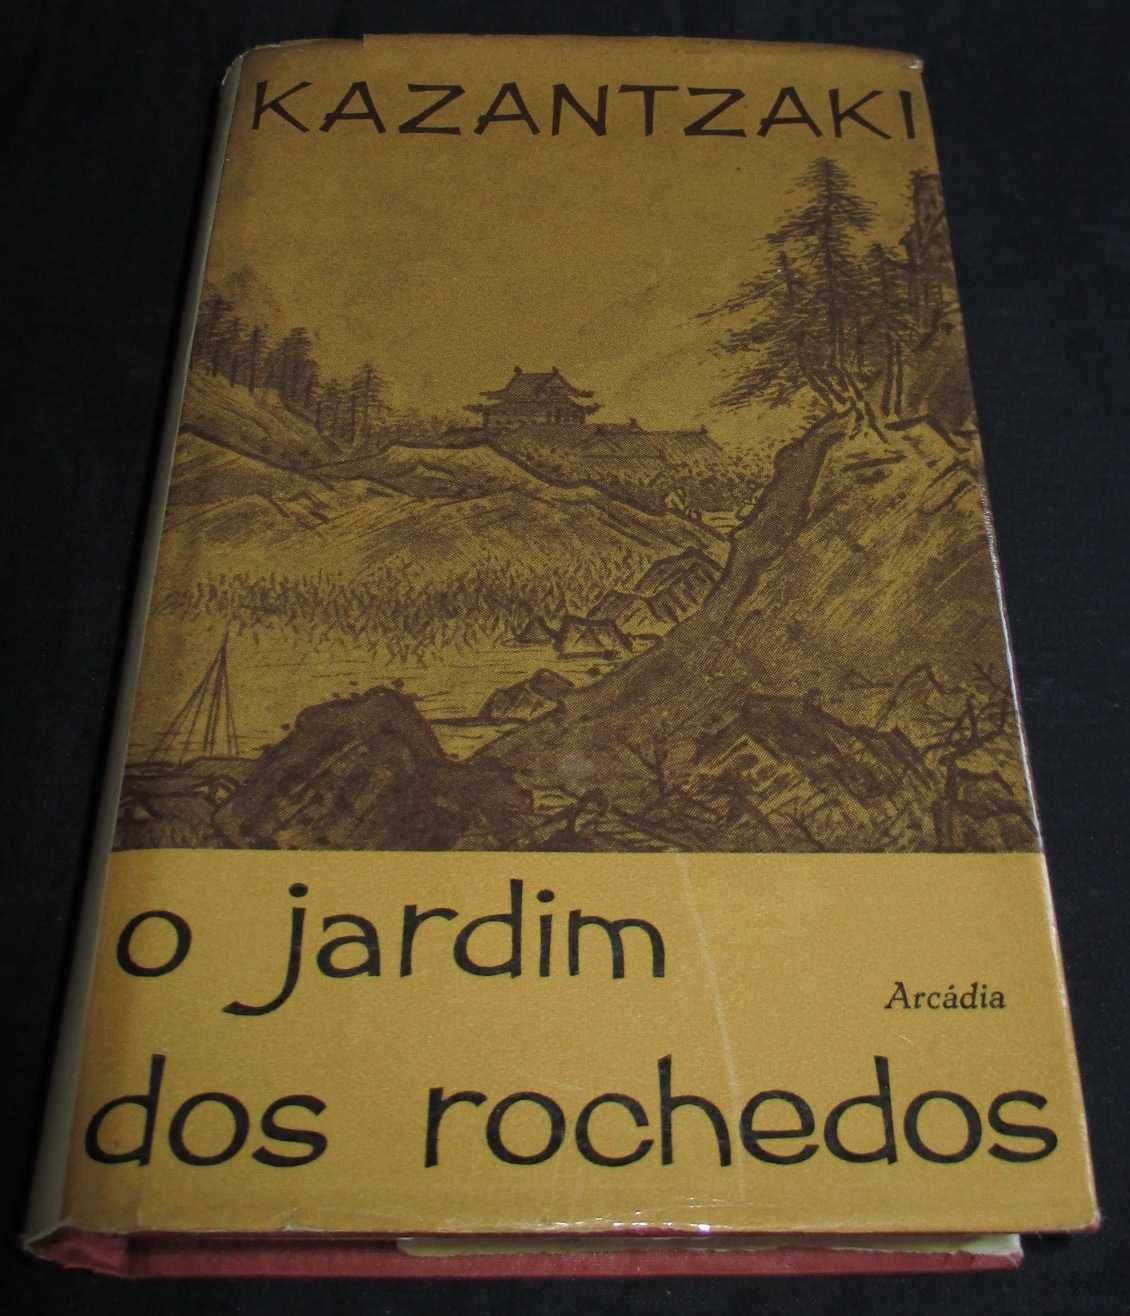 KAZANTZAKI
o jardim
Arcádia
dos rochedos